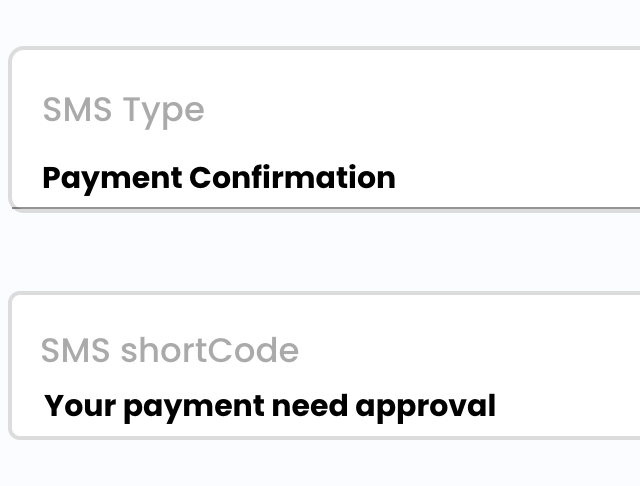 SMS Type
Payment Confirmation
SMS shortCode
Your payment need approval